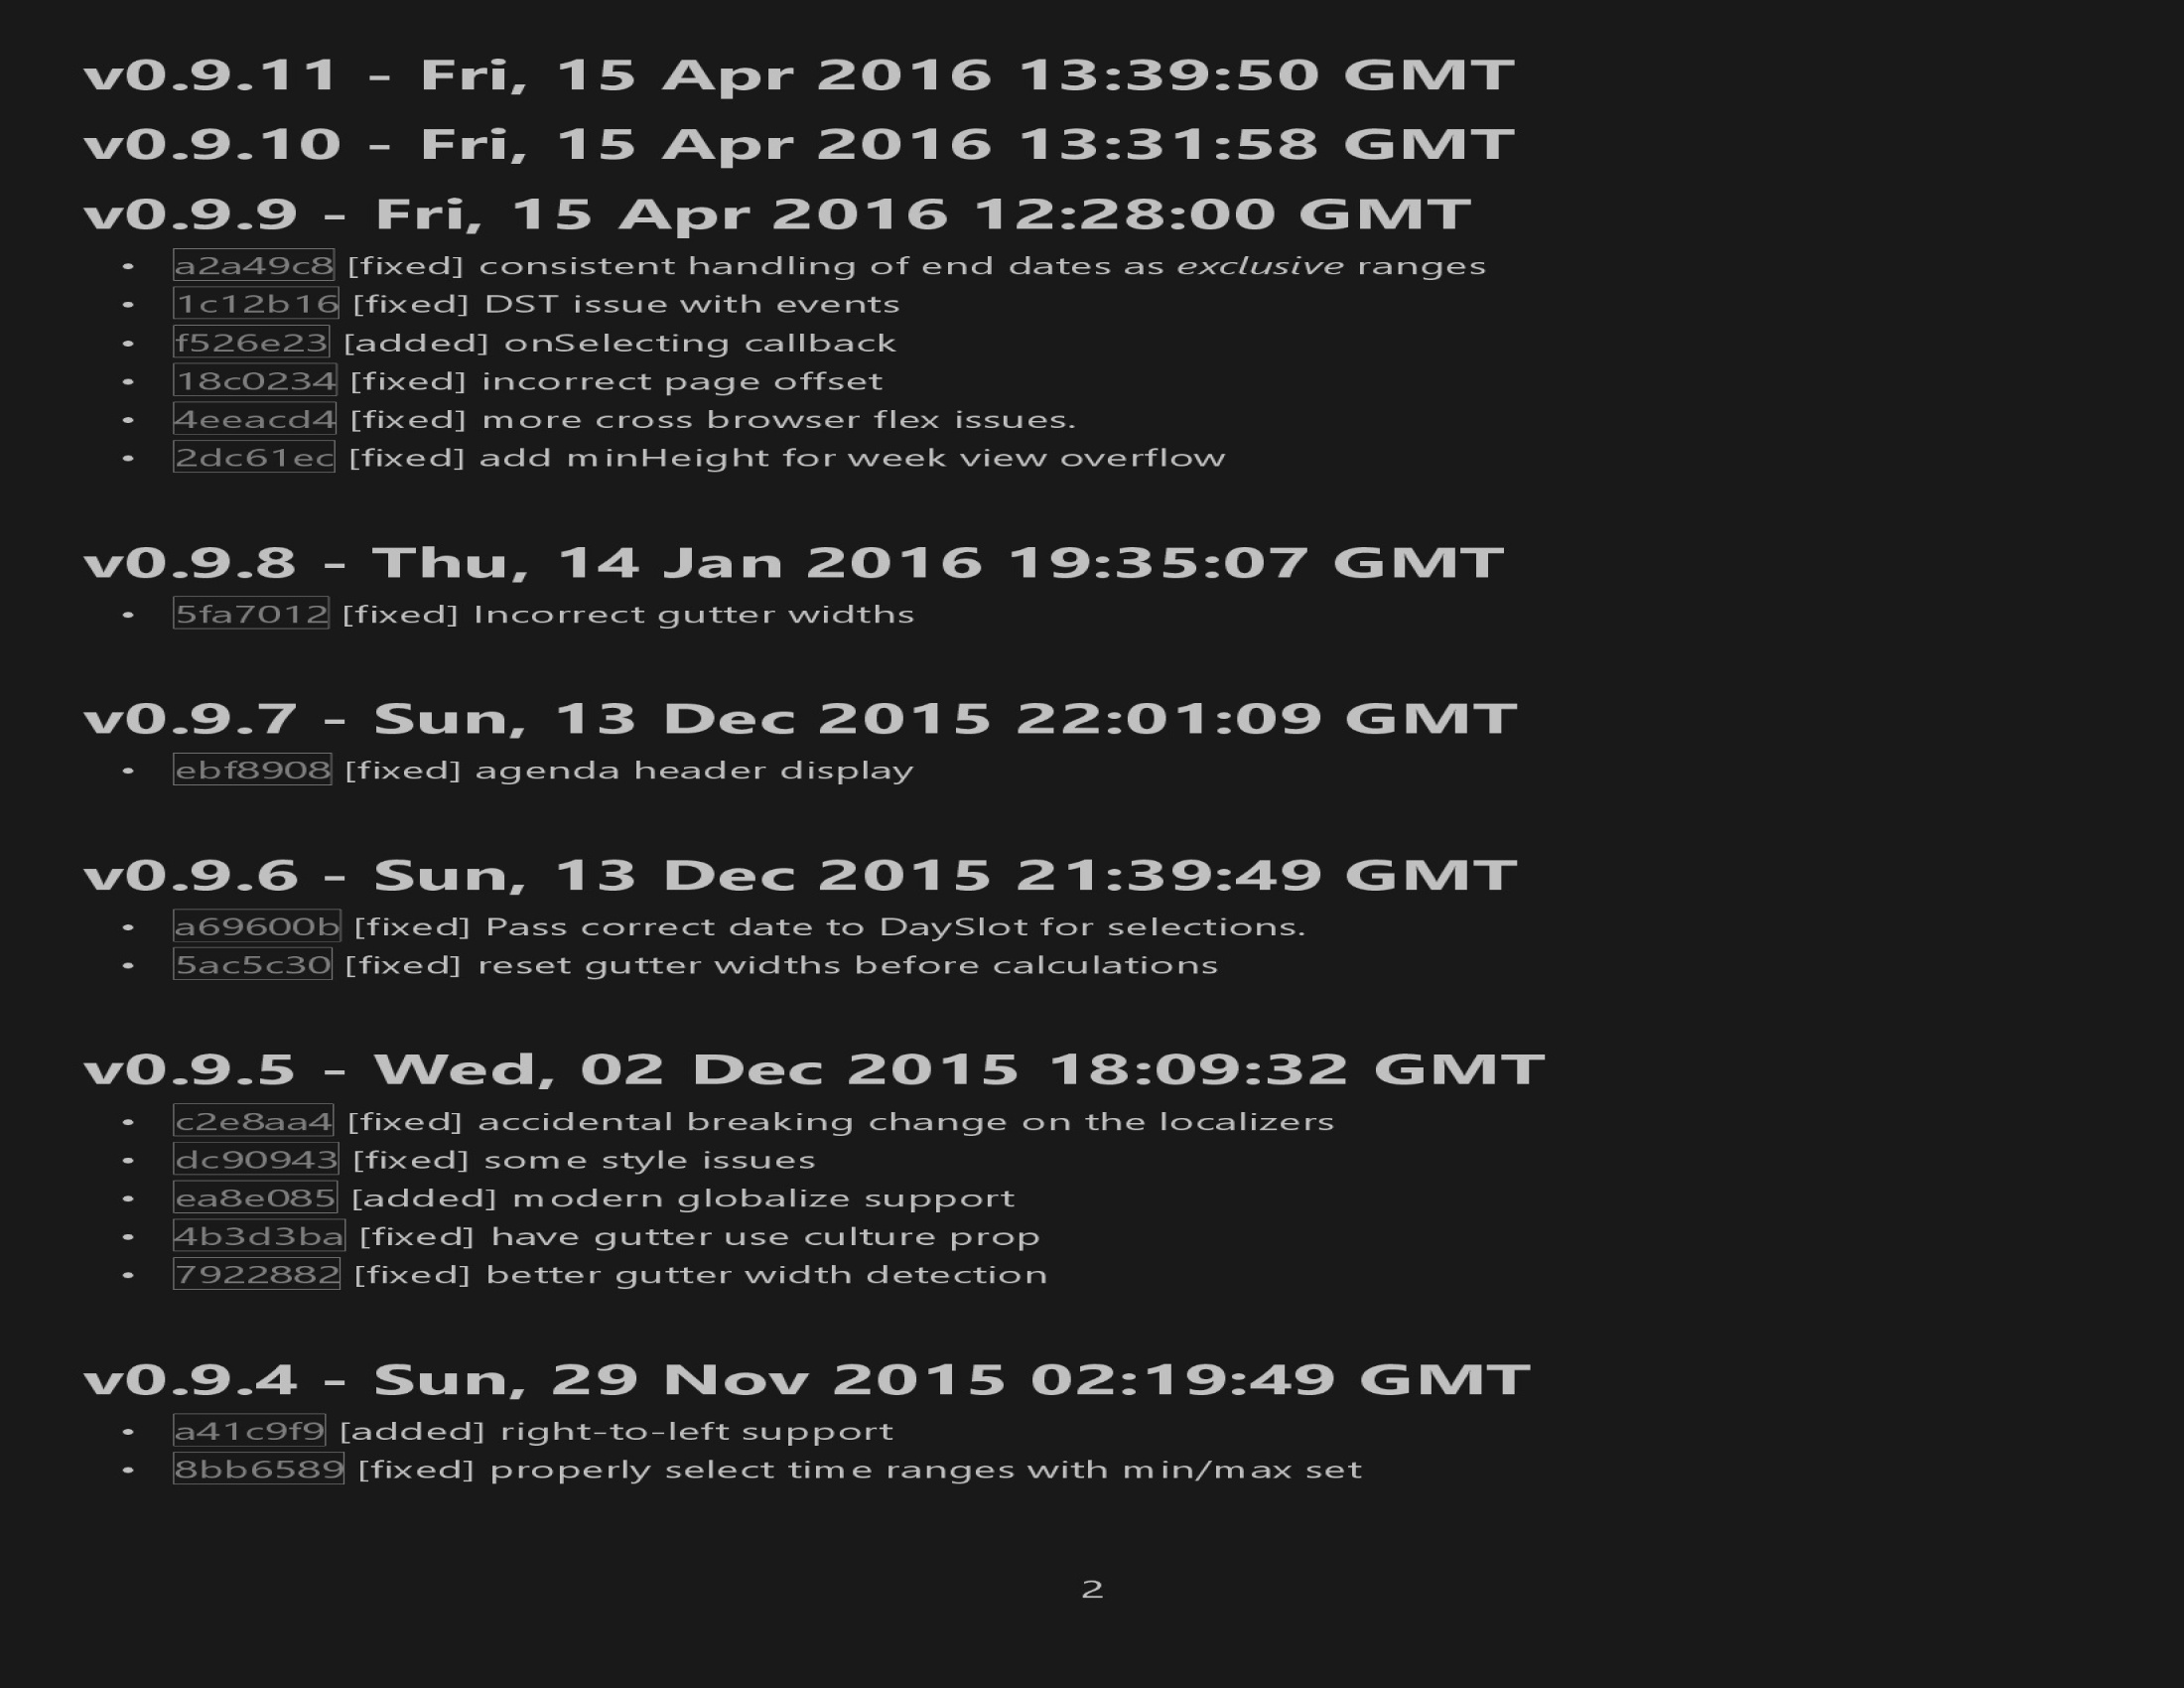 v0.9.11 - Fri, 15 Apr 2016 13:39:50 GMT
v0.9.10 - Fri, 15 Apr 2016 13:31:58 GMT
v0.9.9 - Fri, 15 Apr 2016 12:28:00 GMT
• a2a49c8 [fixed] consistent handling of end dates as exclusive ranges
• 1c12b16 [fixed] DST issue with events
• f526e23 [added] onSelecting callback
• 18c0234 [fixed] incorrect page offset
• 4eeacd4 [fixed] more cross browser flex issues.
• 2dc61ec [fixed] add minHeight for week view overflow
v0.9.8 - Thu, 14 Jan 2016 19:35:07 GMT
• 5fa7012 [fixed] Incorrect gutter widths
v0.9.7 - Sun, 13 Dec 2015 22:01:09 GMT
• ebf8908 [fixed] agenda header display
v0.9.6 - Sun, 13 Dec 2015 21:39:49 GMT
• a69600b [fixed] Pass correct date to DaySlot for selections.
• 5ac5c30 [fixed] reset gutter widths before calculations
v0.9.5 - Wed, 02 Dec 2015 18:09:32 GMT
• c2e8aa4 [fixed] accidental breaking change on the localizers
• dc90943 [fixed] some style issues
• ea8e085 [added] modern globalize support
• 4b3d3ba [fixed] have gutter use culture prop
• 7922882 [fixed] better gutter width detection
v0.9.4 - Sun, 29 Nov 2015 02:19:49 GMT
• a41c9f9 [added] right-to-left support
• 8bb6589 [fixed] properly select time ranges with min/max set
2